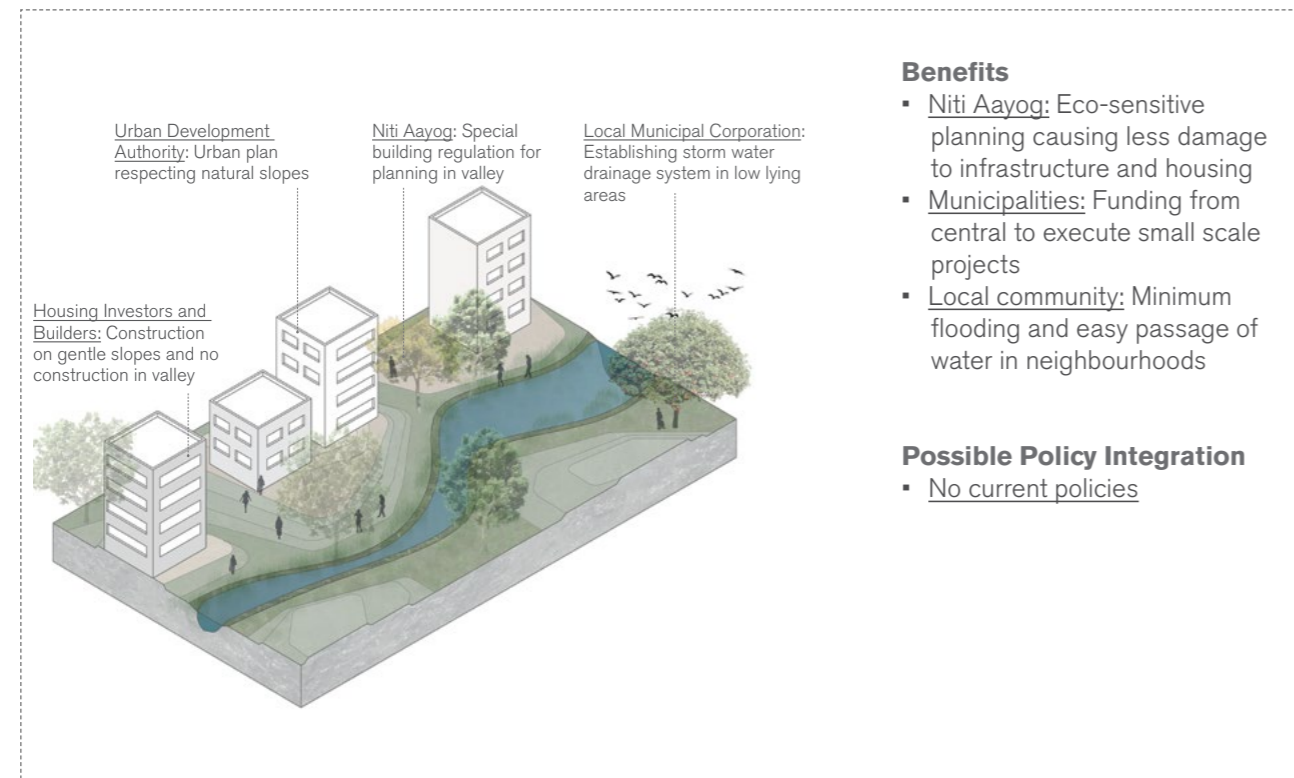 Urban Development
Authority: Urban plan
respecting natural slopes
Niti Aayog: Special
building regulation for
planning in valley
Local Municipal Corporation:
Establishing storm water
drainage system in low lying
areas
Housing Investors and
Builders: Construction
on gentle slopes and no
construction in valley
Benefits
▪ Niti Aayog: Eco-sensitive
planning causing less damage
to infrastructure and housing
▪ Municipalities: Funding from
central to execute small scale
projects
▪ Local community: Minimum
flooding and easy passage of
water in neighbourhoods
Possible Policy Integration
▪ No current policies